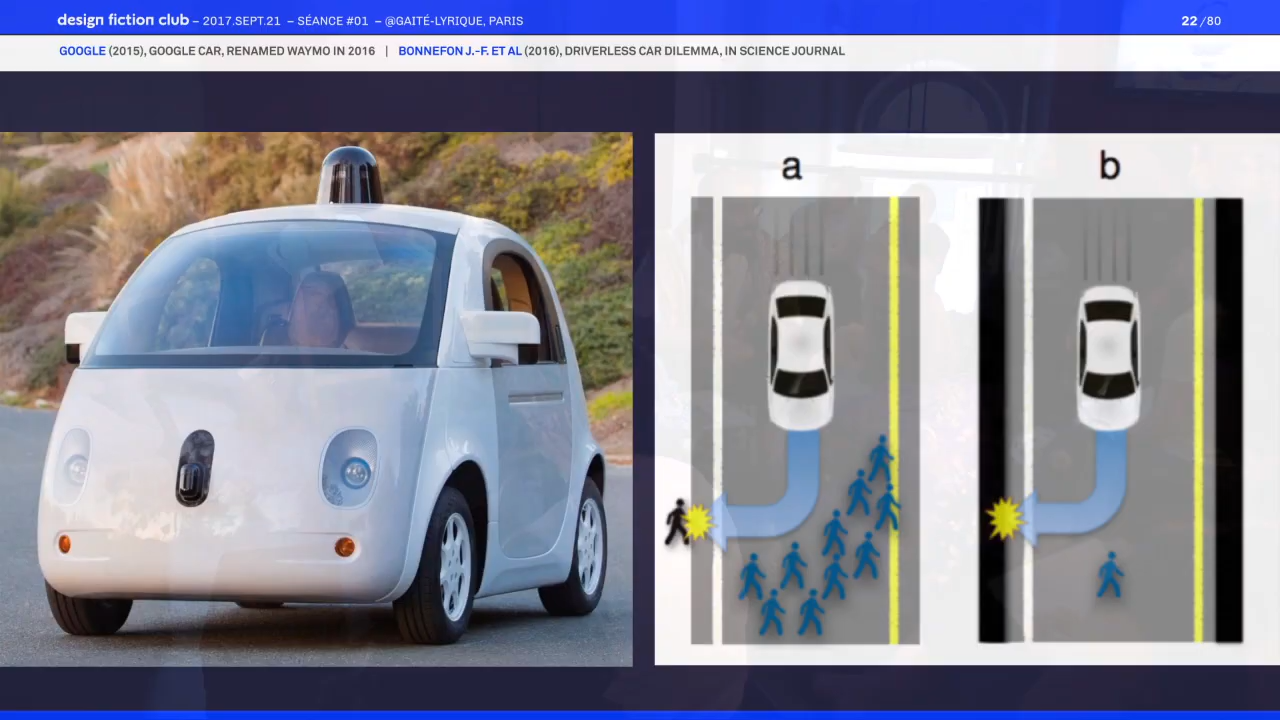 design fiction club – 2017.SEPT.21 – SÉANCE #01 – @GAITÉ-LYRIQUE, PARIS 22/80
GOOGLE (2015), GOOGLE CAR, RENAMED WAYMO IN 2016 | BONNEFON J.-F. ET AL (2016), DRIVERLESS CAR DILEMMA, IN SCIENCE JOURNAL
a b